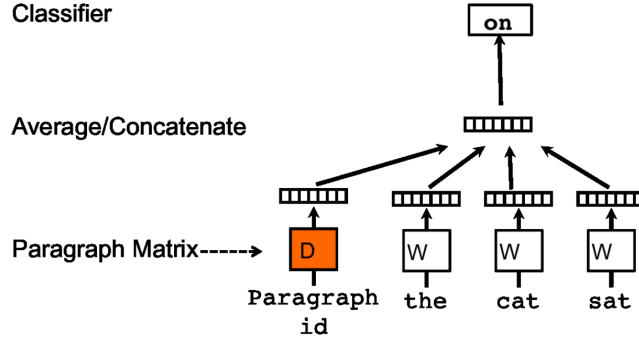 Classifier
on
Average/Concatenate
Paragraph Matrix
D
W
W
W
Paragraph
id
the
cat
sat